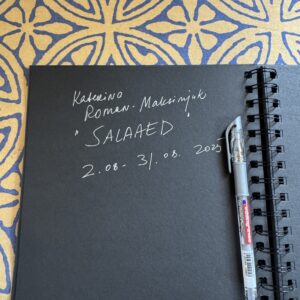 Katerina
Roman-Maksimjuk
"SALAAED"
2.08 - 31.08. 2025